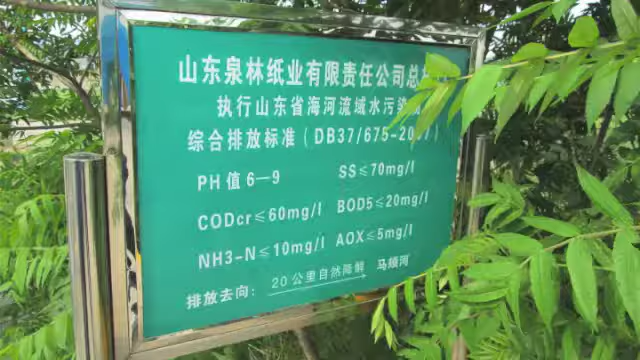 山东泉林纸业有限责任公司总
执行山东省海河流域水污染
综合排放标准（DB37/675-2007）
PH 值 6—9 SS≤70mg/l
CODcr≤60mg/l BOD5≤20mg/l
NH3-N≤10mg/l AOX≤5mg/l
排放去向： 20公里自然降解 马颊河